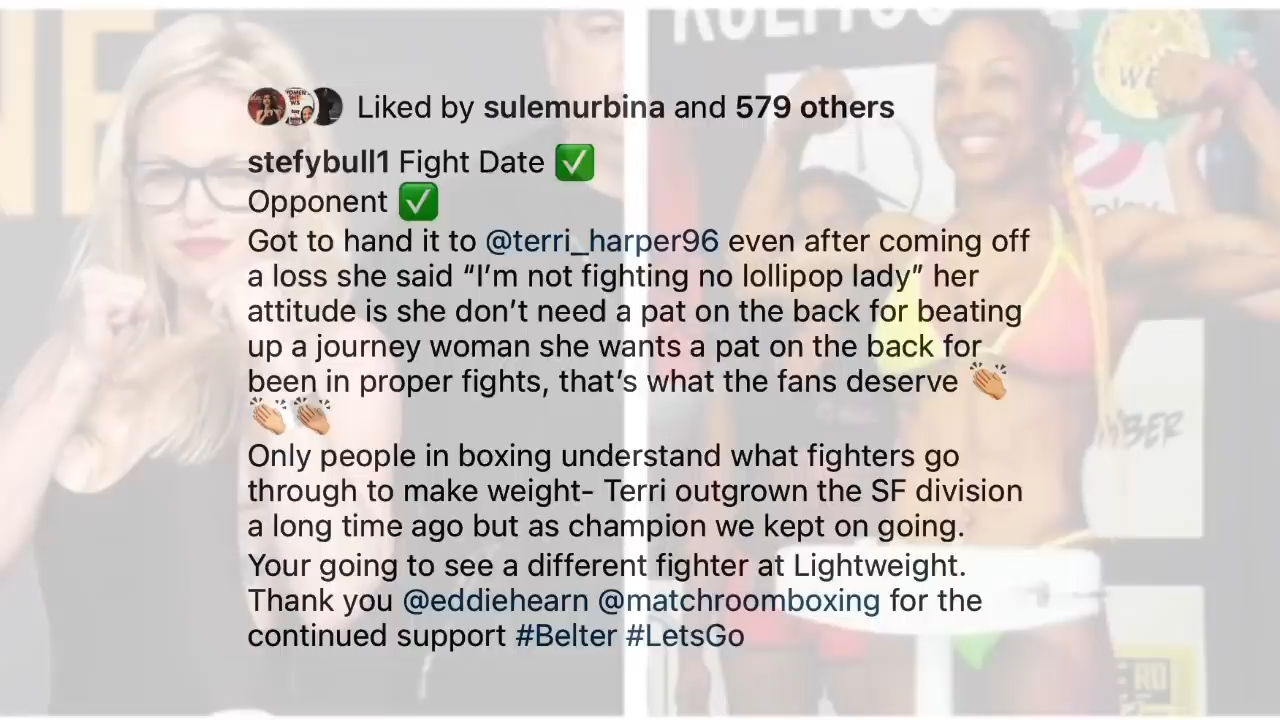 Liked by sulemurbina and 579 others
stefybull1 Fight Date ✅
Opponent ✅
Got to hand it to @terri_harper96 even after coming off
a loss she said “I’m not fighting no lollipop lady” her
attitude is she don’t need a pat on the back for beating
up a journey woman she wants a pat on the back for
been in proper fights, that’s what the fans deserve 👏🏽
👏🏽👏🏽
Only people in boxing understand what fighters go
through to make weight- Terri outgrown the SF division
a long time ago but as champion we kept on going.
Your going to see a different fighter at Lightweight.
Thank you @eddiehearn @matchroomboxing for the
continued support #Belter #LetsGo